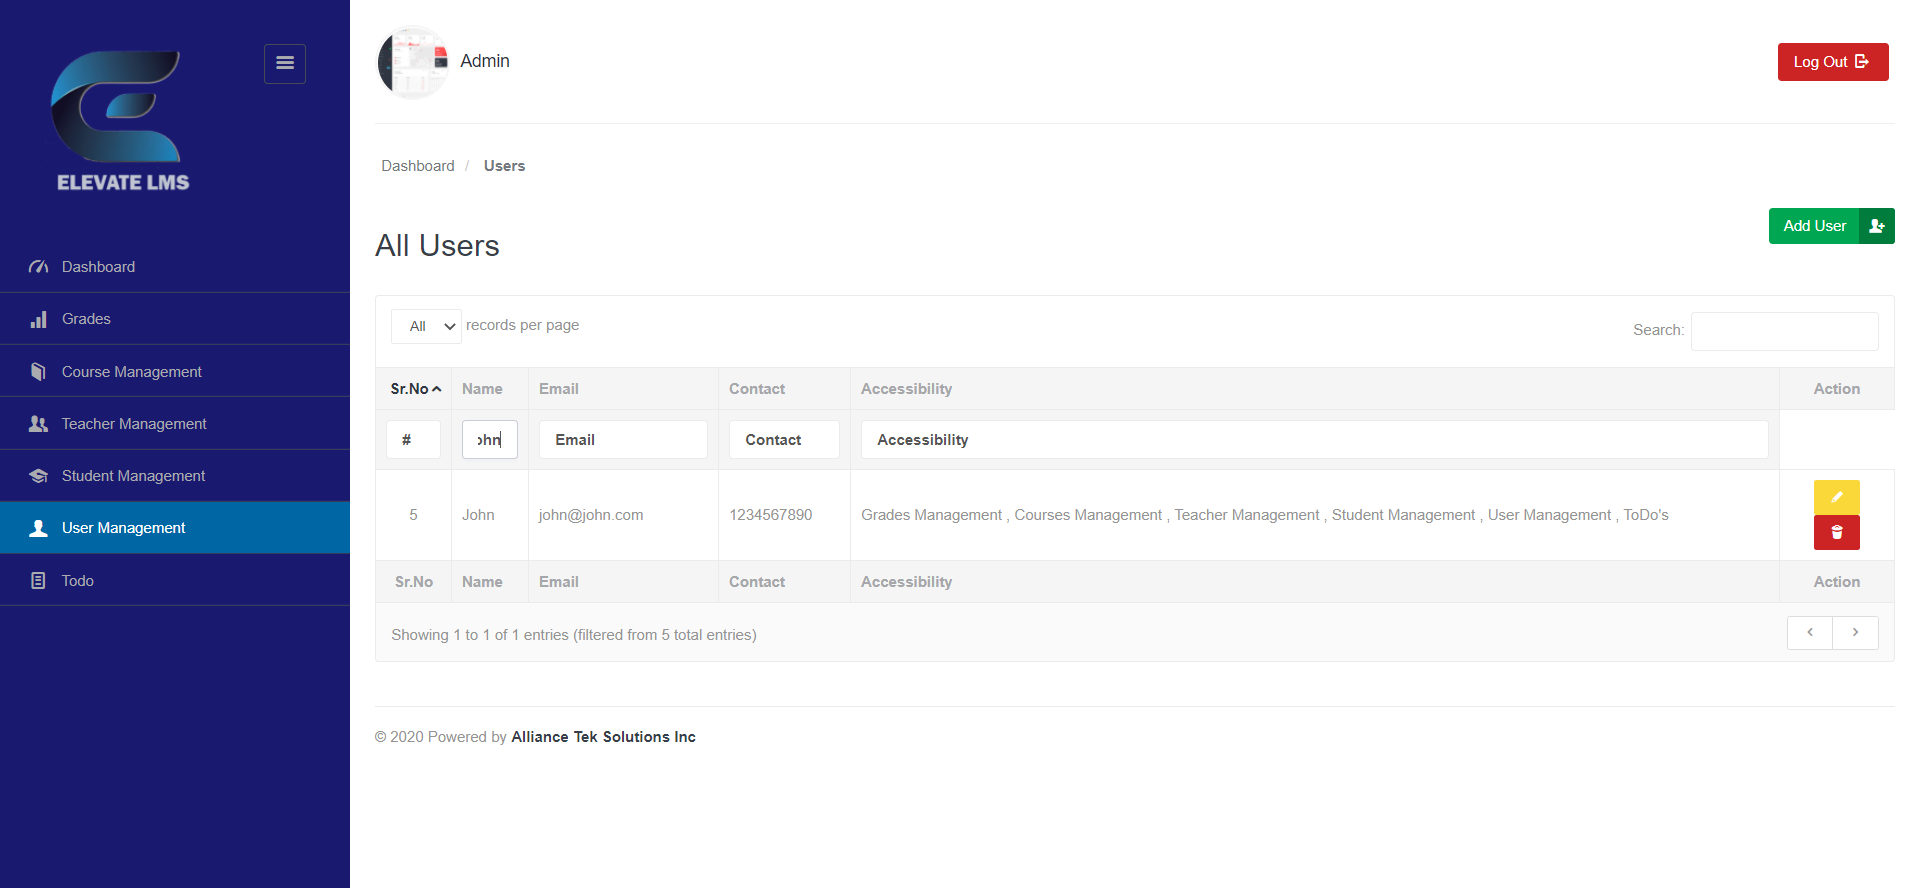 ELEVATE LMS
Dashboard
Grades
Course Management
Teacher Management
Student Management
User Management
Todo
Admin
Log Out
Dashboard / Users
Add User
All Users
All records per page
Search:
Sr.No Name Email Contact Accessibility Action
# ohn Email Contact Accessibility
5 John john@john.com 1234567890 Grades Management , Courses Management , Teacher Management , Student Management , User Management , ToDo's
Sr.No Name Email Contact Accessibility Action
Showing 1 to 1 of 1 entries (filtered from 5 total entries)
© 2020 Powered by Alliance Tek Solutions Inc